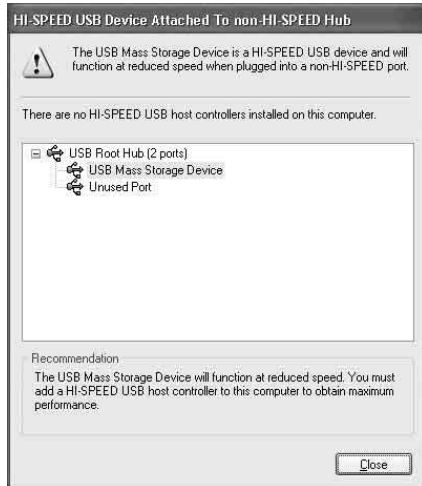 HI-SPEED USB Device Attached To non-HI-SPEED Hub
The USB Mass Storage Device is a HI-SPEED USB device and will
function at reduced speed when plugged into a non-HI-SPEED port.
There are no HI-SPEED USB host controllers installed on this computer.
USB Root Hub (2 ports)
USB Mass Storage Device
Unused Port
Recommendation
The USB Mass Storage Device will function at reduced speed. You must
add a HI-SPEED USB host controller to this computer to obtain maximum
performance.
Close